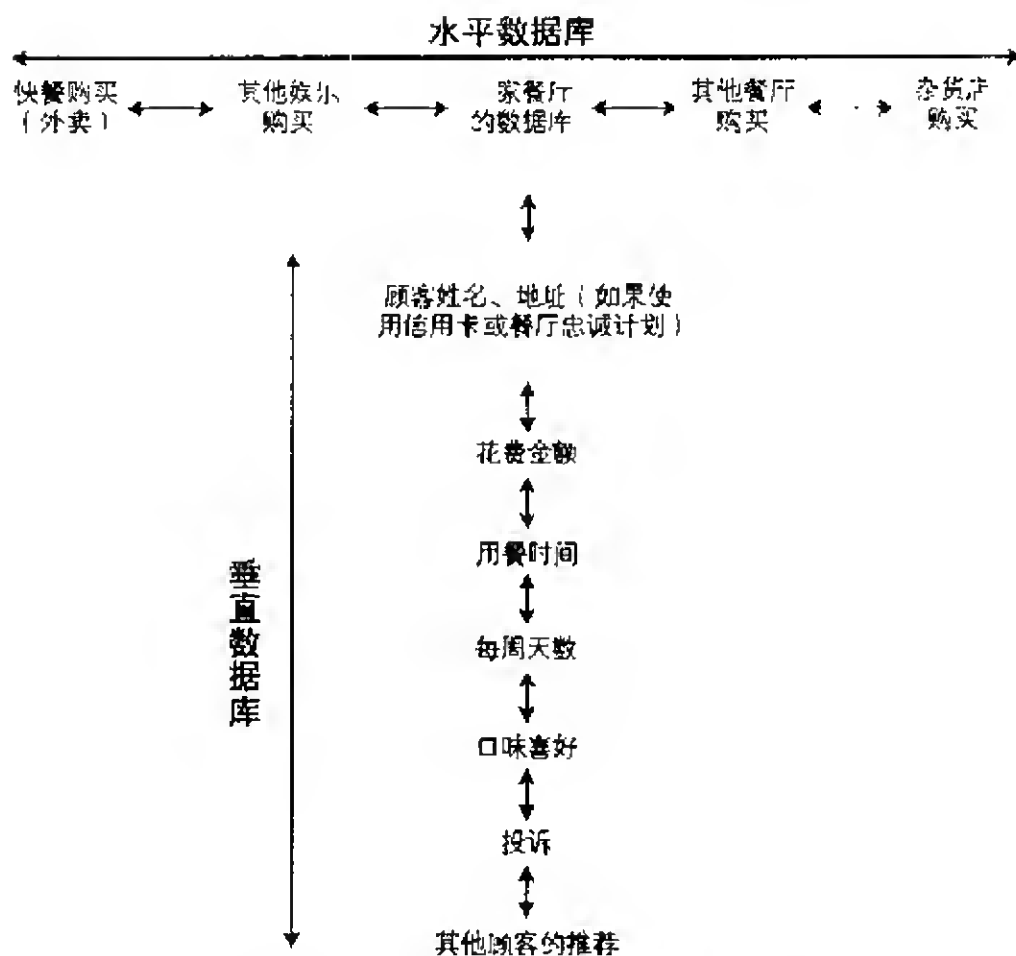 水平数据库
快餐购买
（外卖）
其他娱乐
购买
家餐厅
的数据库
其他餐厅
购买
杂货店
购买
垂直数据库
顾客姓名、地址（如果使
用信用卡或餐厅忠诚计划）
花费金额
用餐时间
每周天数
口味喜好
投诉
其他顾客的推荐